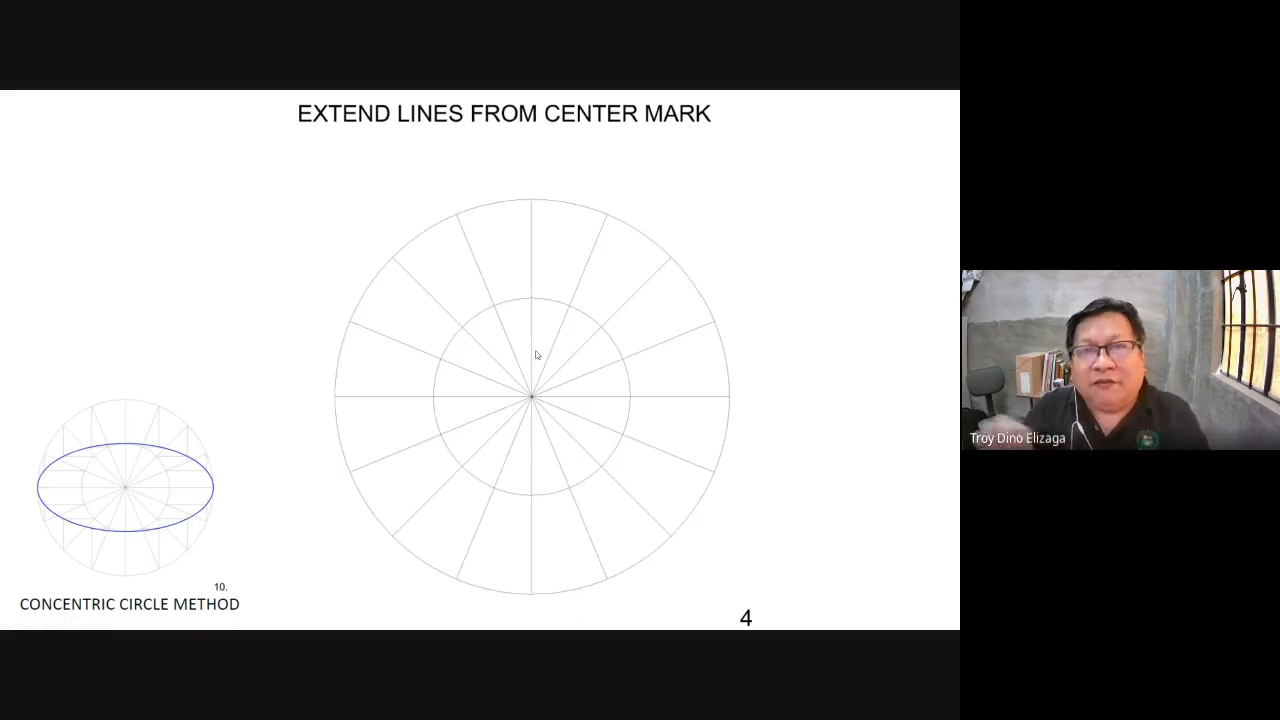 EXTEND LINES FROM CENTER MARK
Troy Dino Elizaga
10.
CONCENTRIC CIRCLE METHOD
4